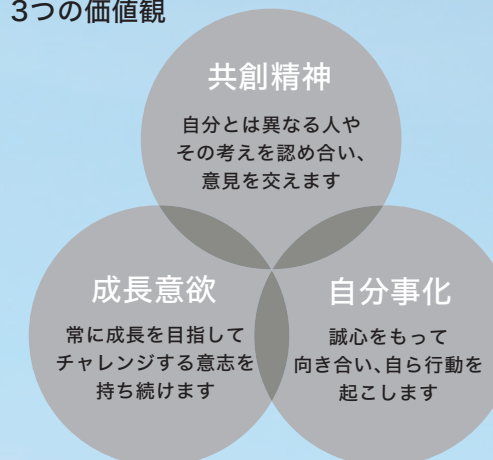 3つの価値観
共創精神
自分とは異なる人や
その考えを認め合い、
意見を交えます
成長意欲
常に成長を目指して
チャレンジする意志を
持ち続けます
自分事化
誠心をもって
向き合い、自ら行動を
起こします